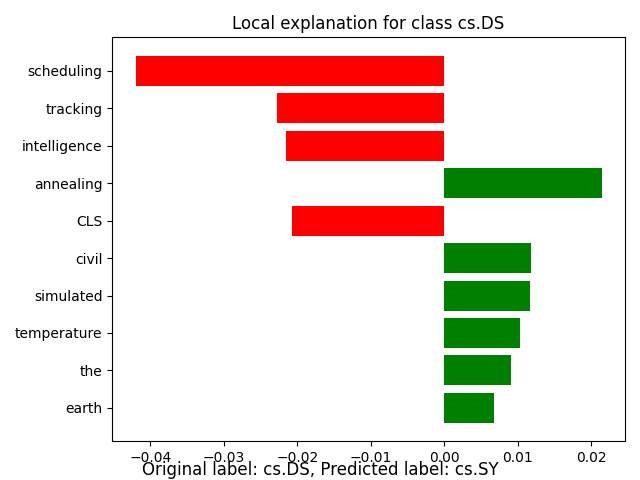 Local explanation for class cs.DS
scheduling
tracking
intelligence
annealing
CLS
civil
simulated
temperature
the
earth
−0.04 −0.03 −0.02 −0.01 0.00 0.01 0.02
Original label: cs.DS, Predicted label: cs.SY